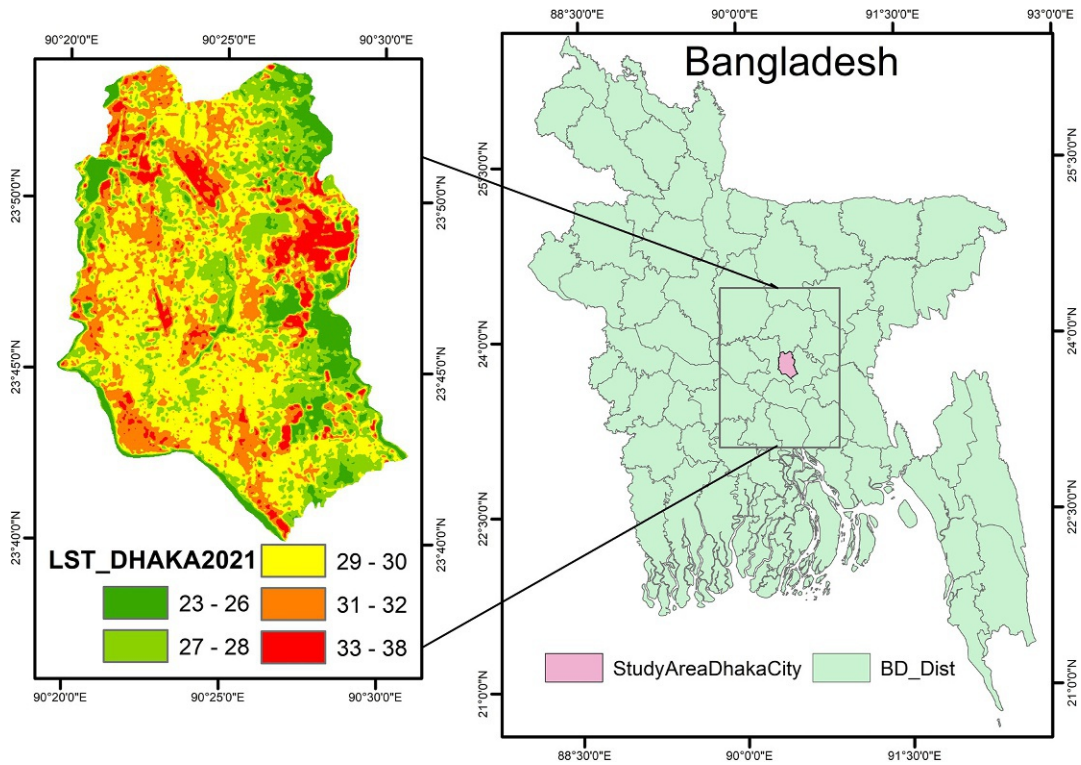 90°20'0"E 90°25'0"E 90°30'0"E
23°50'0"N
23°50'0"N
23°45'0"N
23°45'0"N
23°40'0"N
23°40'0"N
LST_DHAKA2021
23 - 26
27 - 28
29 - 30
31 - 32
33 - 38
90°20'0"E 90°25'0"E 90°30'0"E
88°30'0"E 90°0'0"E 91°30'0"E 93°0'0"E
Bangladesh
25°30'0"N
25°30'0"N
24°0'0"N
24°0'0"N
22°30'0"N
22°30'0"N
21°0'0"N
21°0'0"N
StudyAreaDhakaCity
BD_Dist
88°30'0"E 90°0'0"E 91°30'0"E